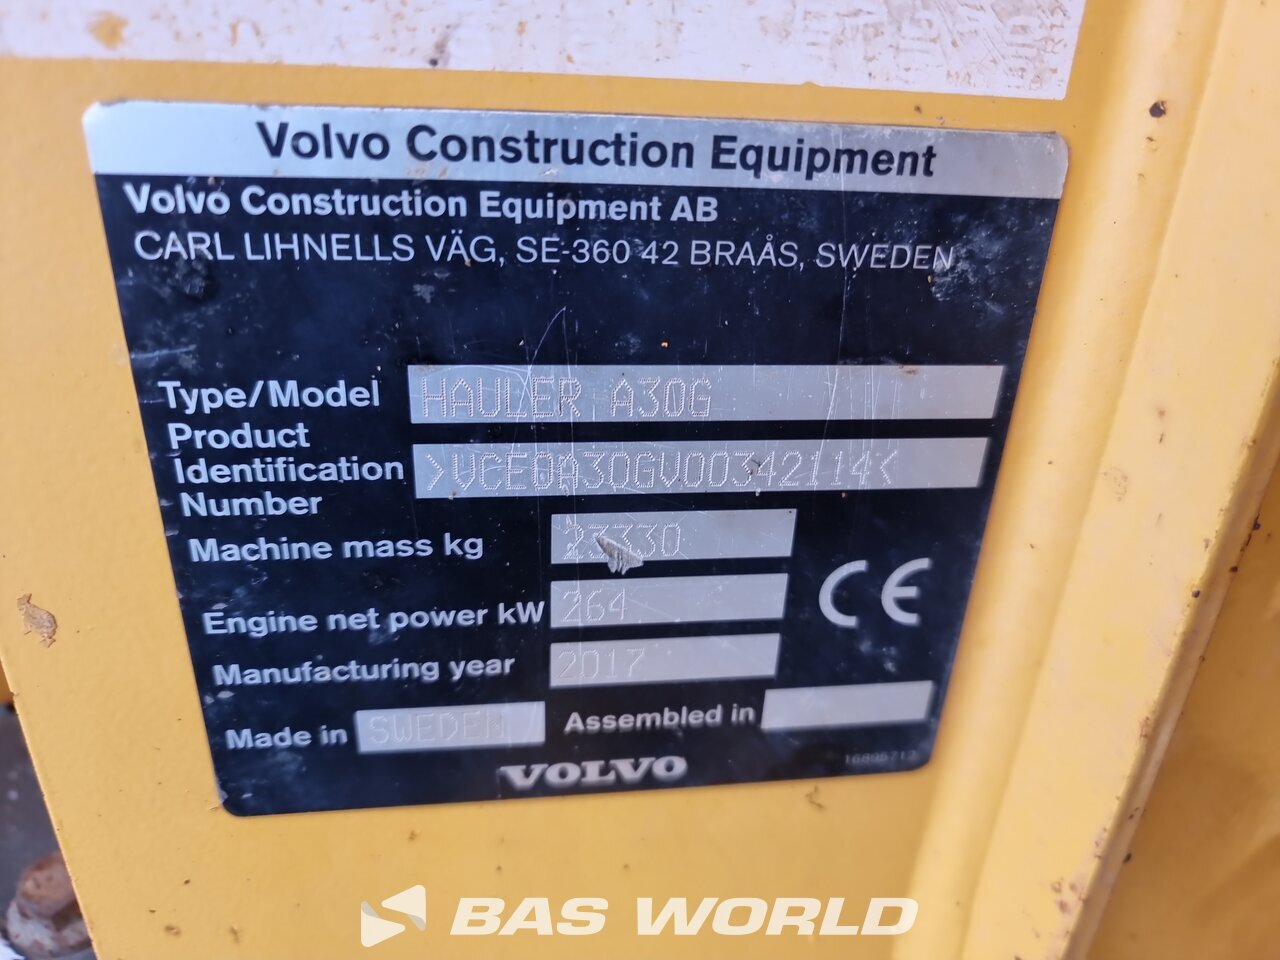 Volvo Construction Equipment
Volvo Construction Equipment AB
CARL LIHNELLS VÄG, SE-360 42 BRAÅS, SWEDEN
Type/Model HAULER A30G
Product Identification Number >VCE0A30GV00342114<
Machine mass kg 23330
Engine net power kW 264
CE
Manufacturing year 2017
Made in SWEDEN Assembled in
VOLVO
16895712
BAS WORLD